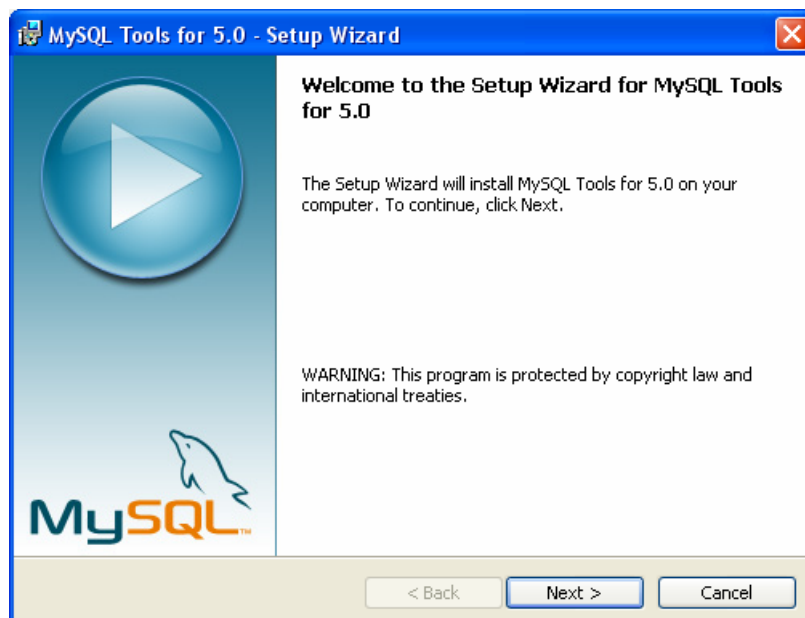 MySQL Tools for 5.0 - Setup Wizard
Welcome to the Setup Wizard for MySQL Tools
for 5.0
The Setup Wizard will install MySQL Tools for 5.0 on your
computer. To continue, click Next.
WARNING: This program is protected by copyright law and
international treaties.
MySQL™
< Back
Next >
Cancel